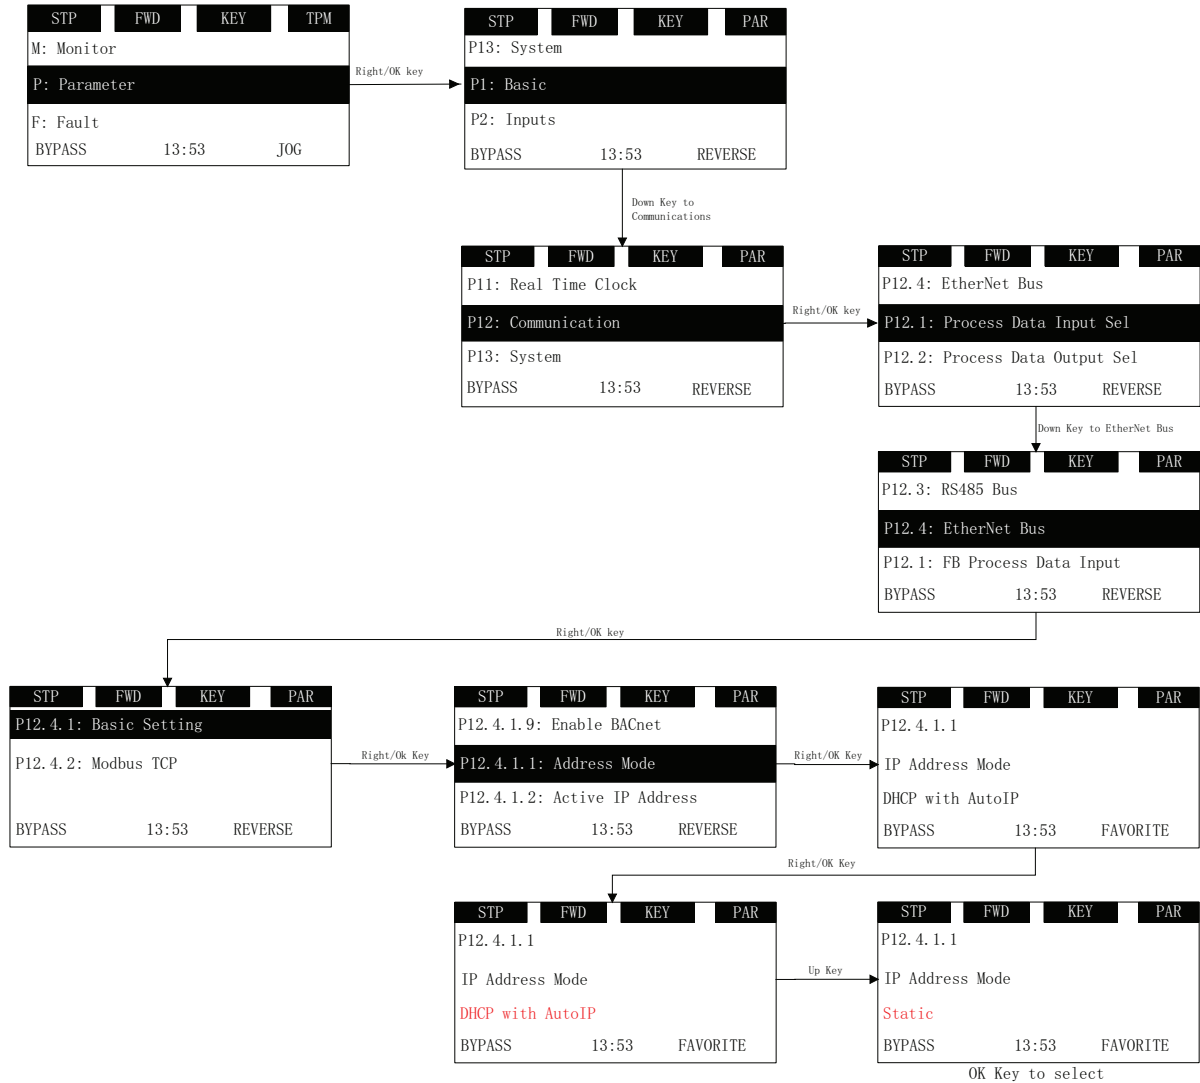 STP FWD KEY TPM
M: Monitor
P: Parameter
F: Fault
BYPASS 13:53 JOG
Right/OK key
STP FWD KEY PAR
P13: System
P1: Basic
P2: Inputs
BYPASS 13:53 REVERSE
Down Key to
Communications
STP FWD KEY PAR
P11: Real Time Clock
P12: Communication
P13: System
BYPASS 13:53 REVERSE
Right/OK key
STP FWD KEY PAR
P12.4: EtherNet Bus
P12.1: Process Data Input Sel
P12.2: Process Data Output Sel
BYPASS 13:53 REVERSE
Down Key to EtherNet Bus
STP FWD KEY PAR
P12.3: RS485 Bus
P12.4: EtherNet Bus
P12.1: FB Process Data Input
BYPASS 13:53 REVERSE
Right/OK key
STP FWD KEY PAR
P12.4.1: Basic Setting
P12.4.2: Modbus TCP
BYPASS 13:53 REVERSE
Right/Ok Key
STP FWD KEY PAR
P12.4.1.9: Enable BACnet
P12.4.1.1: Address Mode
P12.4.1.2: Active IP Address
BYPASS 13:53 REVERSE
Right/OK Key
STP FWD KEY PAR
P12.4.1.1
IP Address Mode
DHCP with AutoIP
BYPASS 13:53 FAVORITE
Right/OK Key
STP FWD KEY PAR
P12.4.1.1
IP Address Mode
DHCP with AutoIP
BYPASS 13:53 FAVORITE
Up Key
STP FWD KEY PAR
P12.4.1.1
IP Address Mode
Static
BYPASS 13:53 FAVORITE
OK Key to select